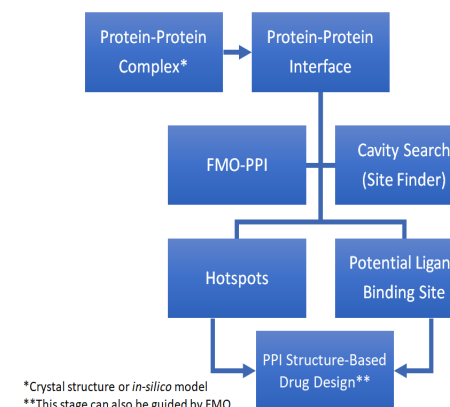 Protein-Protein
Complex*
Protein-Protein
Interface
FMO-PPI
Cavity Search
(Site Finder)
Hotspots
Potential Ligan
Binding Site
PPI Structure-Based
Drug Design**
*Crystal structure or in-silico model
**This stage can also be guided by FMO